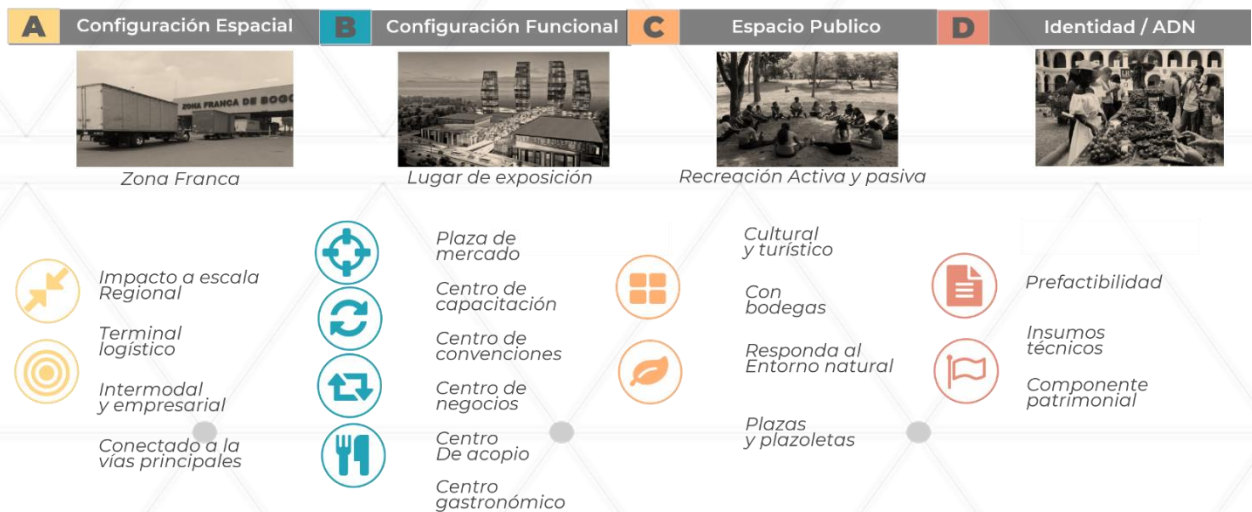 A Configuración Espacial
B Configuración Funcional
C Espacio Publico
D Identidad / ADN
ZONA FRANCA DE BOGO
Zona Franca
Lugar de exposición
Recreación Activa y pasiva
Impacto a escala
Regional
Terminal
logístico
Intermodal
y empresarial
Conectado a la
vías principales
Plaza de
mercado
Centro de
capacitación
Centro de
convenciones
Centro de
negocios
Centro
De acopio
Centro
gastronómico
Cultural
y turístico
Con
bodegas
Responda al
Entorno natural
Plazas
y plazoletas
Prefactibilidad
Insumos
técnicos
Componente
patrimonial